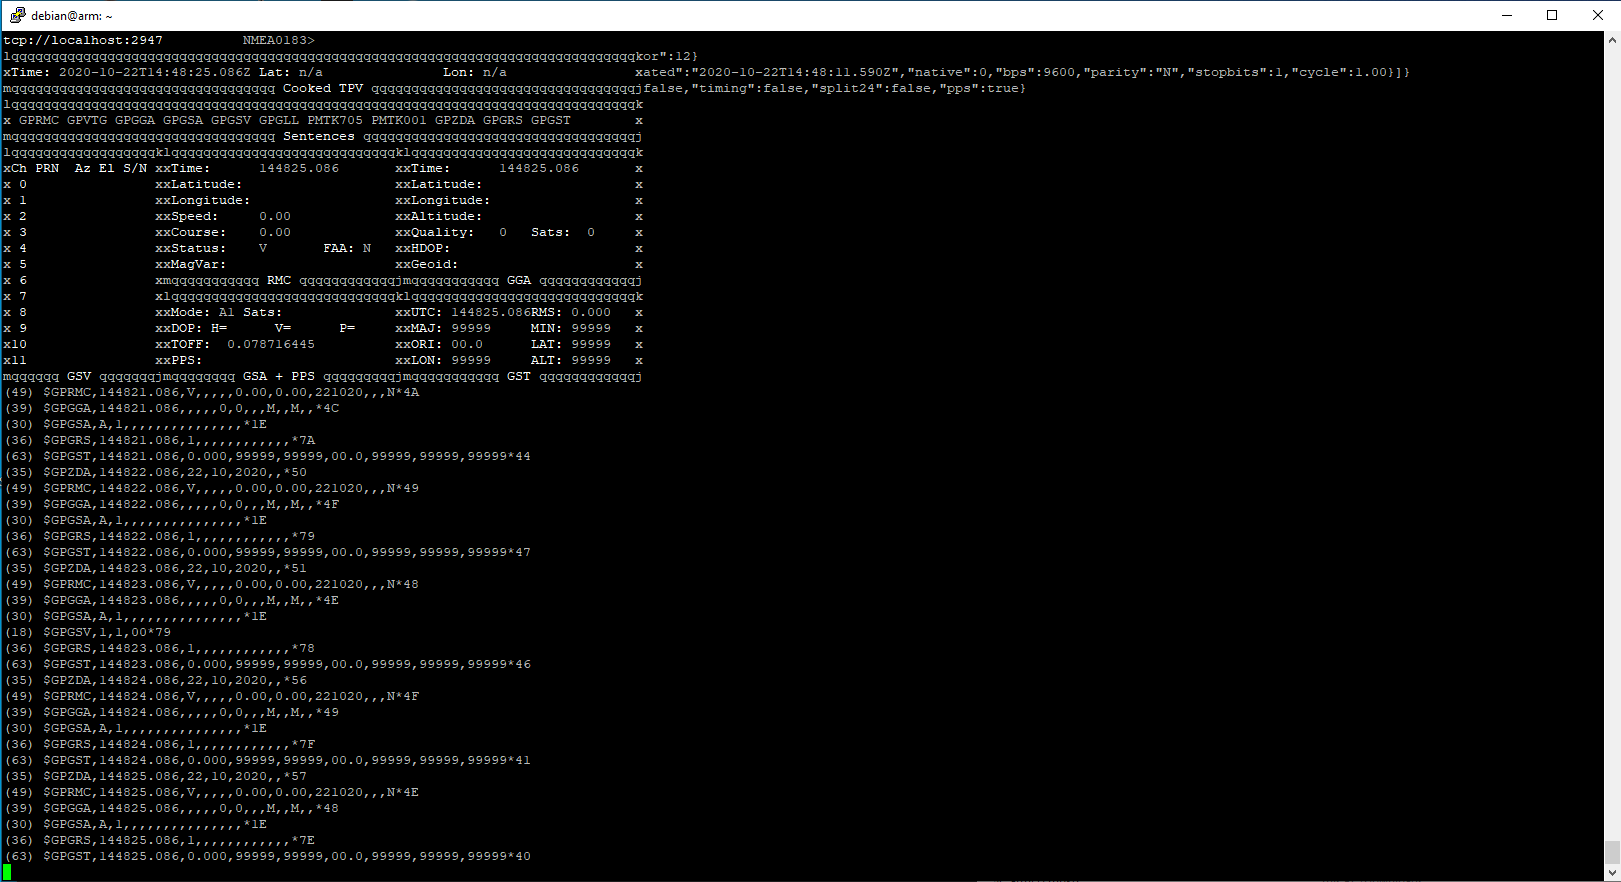 debian@arm: ~
tcp://localhost:2947          NMEA0183>
lqqqqqqqqqqqqqqqqqqqqqqqqqqqqqqqqqqqqqqqqqqqqqqqqqqqqqqqqqqqqqqqqqqqqqqqqqqqqqqkor":12}
xTime: 2020-10-22T14:48:25.086Z Lat: n/a                Lon: n/a                xated":"2020-10-22T14:48:11.590Z","native":0,"bps":9600,"parity":"N","stopbits":1,"cycle":1.00}]}
mqqqqqqqqqqqqqqqqqqqqqqqqqqqqqqqqq Cooked TPV qqqqqqqqqqqqqqqqqqqqqqqqqqqqqqqqqjfalse,"timing":false,"split24":false,"pps":true}
lqqqqqqqqqqqqqqqqqqqqqqqqqqqqqqqqqqqqqqqqqqqqqqqqqqqqqqqqqqqqqqqqqqqqqqqqqqqqqqk
x GPRMC GPVTG GPGGA GPGSA GPGSV GPGLL PMTK705 PMTK001 GPZDA GPGRS GPGST        x
mqqqqqqqqqqqqqqqqqqqqqqqqqqqqqqqqq Sentences qqqqqqqqqqqqqqqqqqqqqqqqqqqqqqqqqqj
lqqqqqqqqqqqqqqqqqqklqqqqqqqqqqqqqqqqqqqqqqqqqqqqklqqqqqqqqqqqqqqqqqqqqqqqqqqqqk
xCh PRN  Az El S/N xxTime:      144825.086       xxTime:      144825.086       x
x 0                xxLatitude:                   xxLatitude:                   x
x 1                xxLongitude:                  xxLongitude:                  x
x 2                xxSpeed:     0.00             xxAltitude:                   x
x 3                xxCourse:    0.00             xxQuality:   0   Sats:  0     x
x 4                xxStatus:    V       FAA: N   xxHDOP:                       x
x 5                xxMagVar:                     xxGeoid:                      x
x 6                xmqqqqqqqqqqq RMC qqqqqqqqqqqqjmqqqqqqqqqqq GGA qqqqqqqqqqqqj
x 7                xlqqqqqqqqqqqqqqqqqqqqqqqqqqqqklqqqqqqqqqqqqqqqqqqqqqqqqqqqqk
x 8                xxMode: A1 Sats:              xxUTC: 144825.086RMS: 0.000   x
x 9                xxDOP: H=      V=      P=     xxMAJ: 99999     MIN: 99999   x
x10                xxTOFF:  0.078716445          xxORI: 00.0      LAT: 99999   x
x11                xxPPS:                        xxLON: 99999     ALT: 99999   x
mqqqqqq GSV qqqqqqqjmqqqqqqqq GSA + PPS qqqqqqqqqjmqqqqqqqqqqq GST qqqqqqqqqqqqj
(49) $GPRMC,144821.086,V,,,,,0.00,0.00,221020,,,N*4A
(39) $GPGGA,144821.086,,,,,0,0,,,M,,M,,*4C
(30) $GPGSA,A,1,,,,,,,,,,,,,,,*1E
(36) $GPGRS,144821.086,1,,,,,,,,,,,,*7A
(63) $GPGST,144821.086,0.000,99999,99999,00.0,99999,99999,99999*44
(35) $GPZDA,144822.086,22,10,2020,,*50
(49) $GPRMC,144822.086,V,,,,,0.00,0.00,221020,,,N*49
(39) $GPGGA,144822.086,,,,,0,0,,,M,,M,,*4F
(30) $GPGSA,A,1,,,,,,,,,,,,,,,*1E
(36) $GPGRS,144822.086,1,,,,,,,,,,,,*79
(63) $GPGST,144822.086,0.000,99999,99999,00.0,99999,99999,99999*47
(35) $GPZDA,144823.086,22,10,2020,,*51
(49) $GPRMC,144823.086,V,,,,,0.00,0.00,221020,,,N*48
(39) $GPGGA,144823.086,,,,,0,0,,,M,,M,,*4E
(30) $GPGSA,A,1,,,,,,,,,,,,,,,*1E
(18) $GPGSV,1,1,00*79
(36) $GPGRS,144823.086,1,,,,,,,,,,,,*78
(63) $GPGST,144823.086,0.000,99999,99999,00.0,99999,99999,99999*46
(35) $GPZDA,144824.086,22,10,2020,,*56
(49) $GPRMC,144824.086,V,,,,,0.00,0.00,221020,,,N*4F
(39) $GPGGA,144824.086,,,,,0,0,,,M,,M,,*49
(30) $GPGSA,A,1,,,,,,,,,,,,,,,*1E
(36) $GPGRS,144824.086,1,,,,,,,,,,,,*7F
(63) $GPGST,144824.086,0.000,99999,99999,00.0,99999,99999,99999*41
(35) $GPZDA,144825.086,22,10,2020,,*57
(49) $GPRMC,144825.086,V,,,,,0.00,0.00,221020,,,N*4E
(39) $GPGGA,144825.086,,,,,0,0,,,M,,M,,*48
(30) $GPGSA,A,1,,,,,,,,,,,,,,,*1E
(36) $GPGRS,144825.086,1,,,,,,,,,,,,*7E
(63) $GPGST,144825.086,0.000,99999,99999,00.0,99999,99999,99999*40